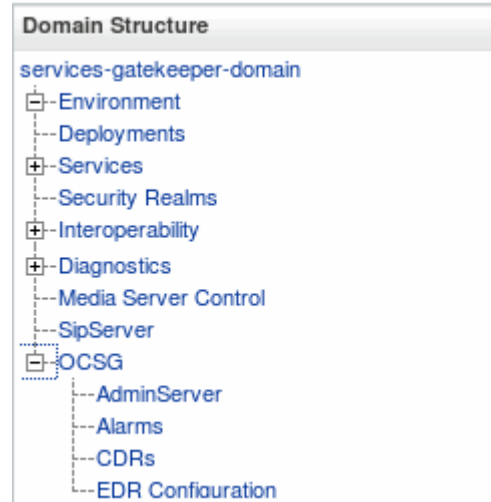 Domain Structure
services-gatekeeper-domain
Environment
Deployments
Services
Security Realms
Interoperability
Diagnostics
Media Server Control
SipServer
OCSG
AdminServer
Alarms
CDRs
EDR Configuration